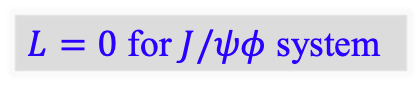 L = 0 for J/ψϕ system